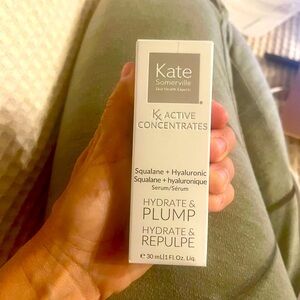 Kate
Somerville
Skin Health Experts
®
Kx ACTIVE
CONCENTRATES
Squalane + Hyaluronic
Squalane + hyaluronique
Serum/Sérum
HYDRATE &
PLUMP
HYDRATE &
REPULPE
℮ 30 mL/1 Fl. Oz. Liq.